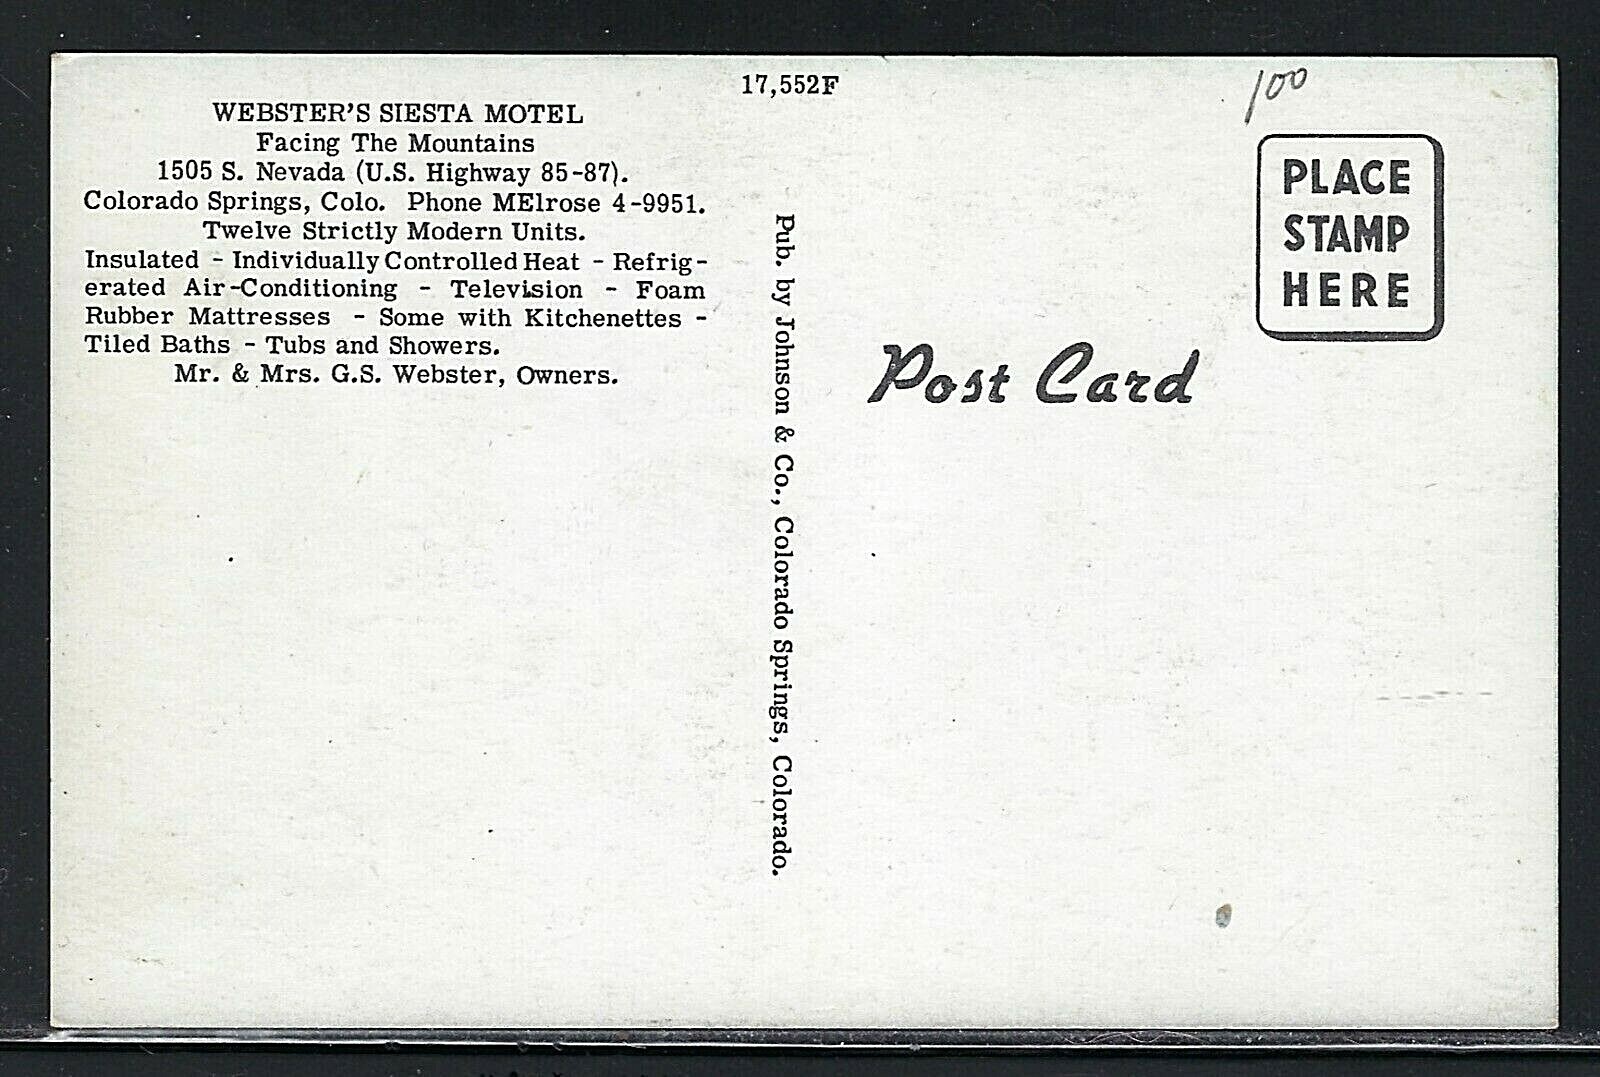 17,552F
100
WEBSTER'S SIESTA MOTEL
Facing The Mountains
1505 S. Nevada (U.S. Highway 85-87).
Colorado Springs, Colo. Phone MElrose 4-9951.
Twelve Strictly Modern Units.
Insulated - Individually Controlled Heat - Refrig-
erated Air-Conditioning - Television - Foam
Rubber Mattresses - Some with Kitchenettes -
Tiled Baths - Tubs and Showers.
Mr. & Mrs. G.S. Webster, Owners.
Pub. by Johnson & Co., Colorado Springs, Colorado.
PLACE
STAMP
HERE
Post Card